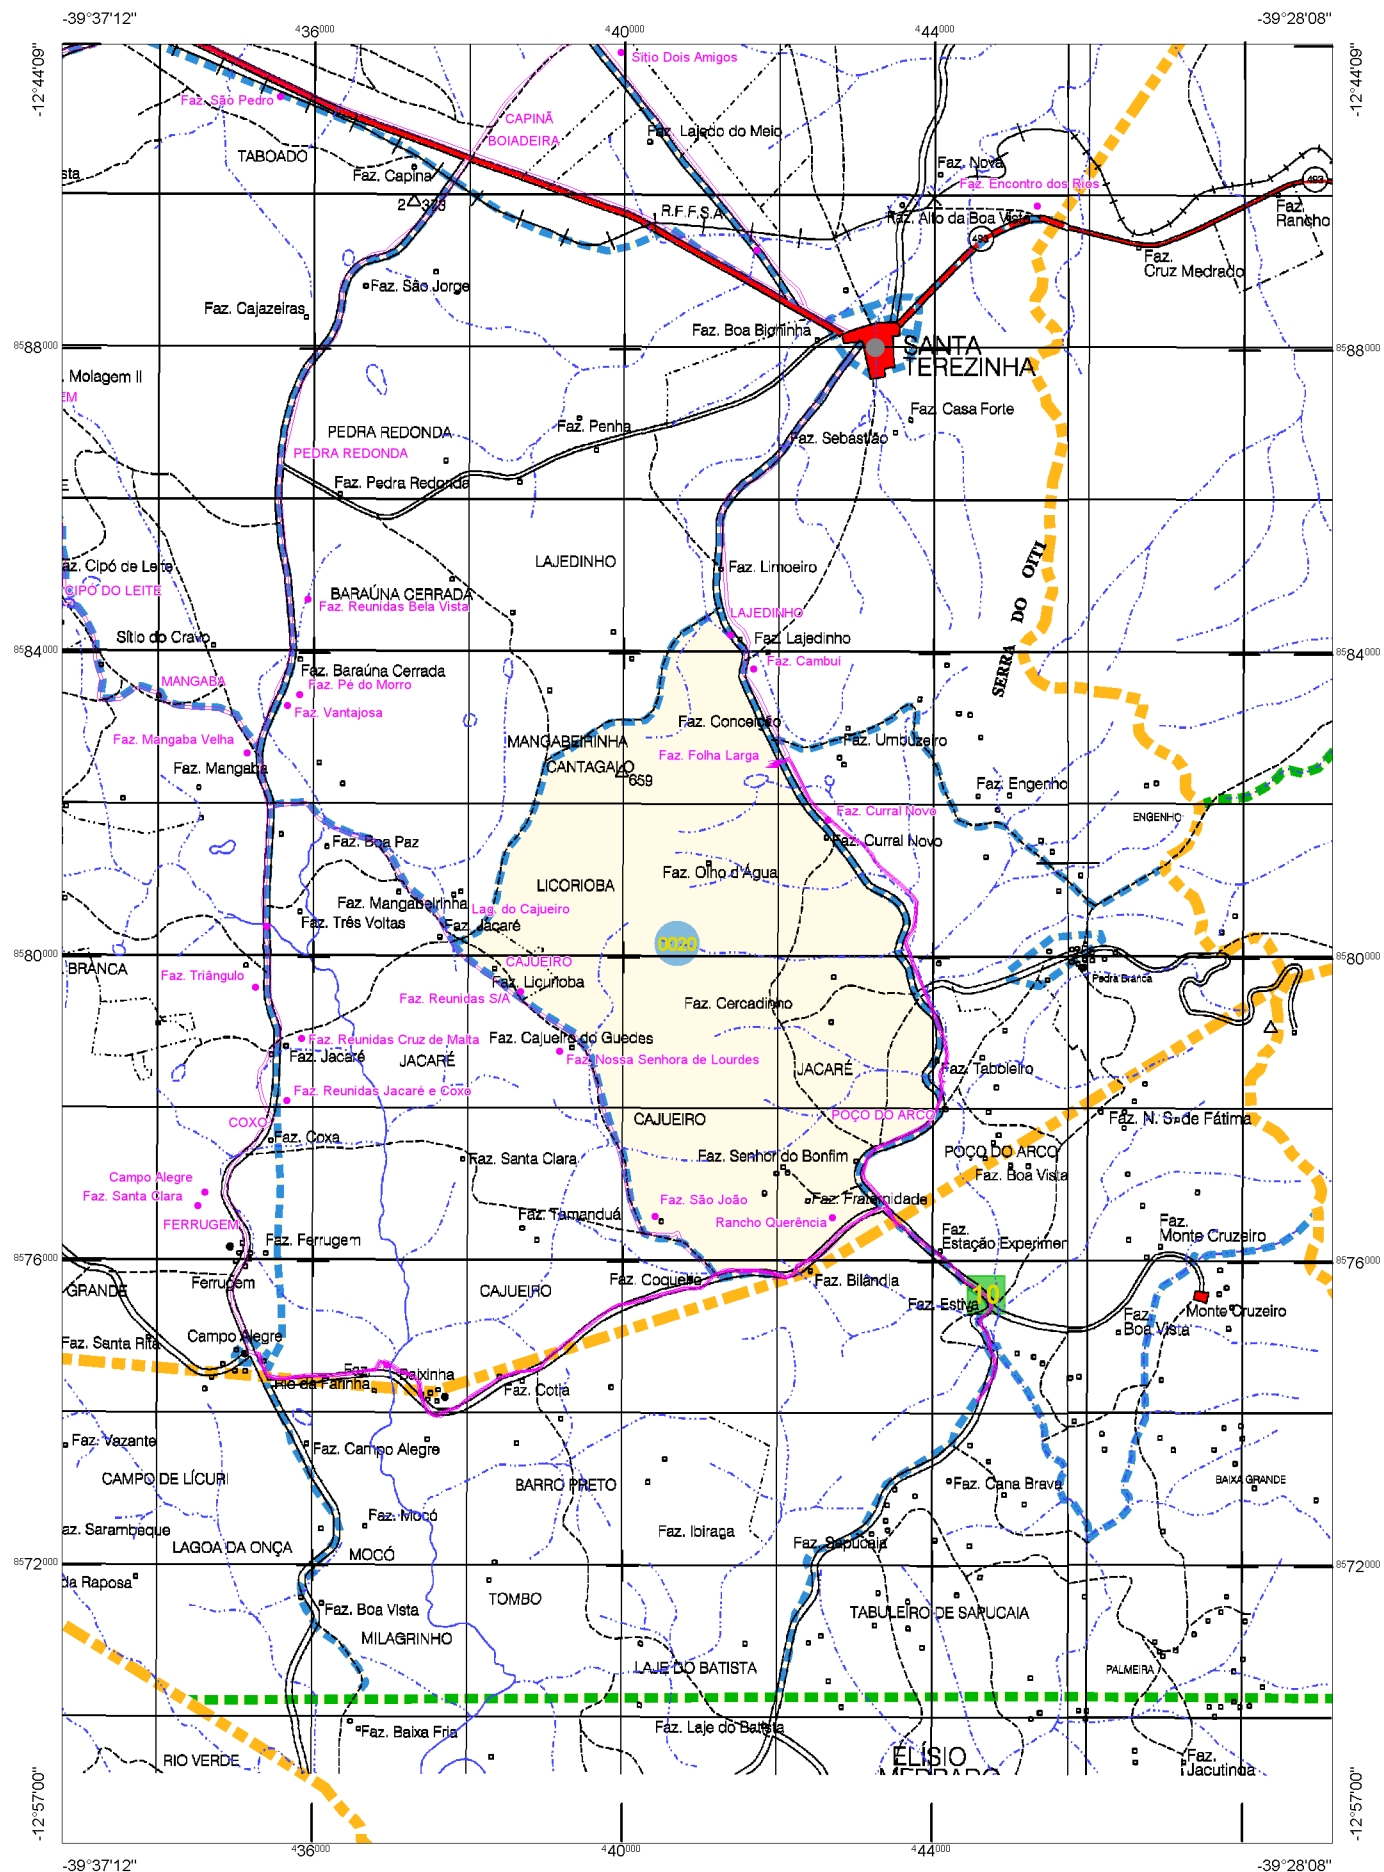 -39°37'12"
-39°28'08"
-12°44'09"
-12°44'09"
436000
440000
444000
Sítio Dois Amigos
Faz. São Pedro
CAPINÃ
BOIADEIRA
Faz. Lajedo do Meio
TABOADO
Faz. Capina
Faz. Nova
Faz. Encontro dos Rios
sta
373
R.F.F.S.A.
Faz. Alto da Boa Vista
493
493
Faz.
Rancho
Faz.
Cruz Medrado
Faz. São Jorge
Faz. Cajazeiras
Faz. Boa Bioninha
8588000
8588000
SANTA
TEREZINHA
. Molagem II
EM
Faz. Casa Forte
Faz. Penha
PEDRA REDONDA
PEDRA REDONDA
Faz. Sebastião
Faz. Pedra Redonda
E
LAJEDINHO
SERRA DO OITI
az. Cipó de Leite
Faz. Limoeiro
CIPÓ DO LEITE
BARAÚNA CERRADA
Faz. Reunidas Bela Vista
LAJEDINHO
Sítio do Cravo
Faz. Lajedinho
8584000
8584000
Faz. Baraúna Cerrada
Faz. Cambuí
MANGABA
Faz. Pé do Morro
Faz. Vantajosa
Faz. Conceição
Faz. Mangaba Velha
MANGABEIRINHA
Faz. Umbuzeiro
Faz. Folha Larga
Faz. Mangaba
CANTAGALO
659
Faz. Engenho
Faz. Curral Novo
ENGENHO
Faz. Boa Paz
Faz. Curral Novo
Faz. Olho d'Água
LICORIOBA
Faz. Mangabeirinha
Lag. do Cajueiro
Faz. Três Voltas
Faz. Jacaré
0020
8580000
8580000
BRANCA
CAJUEIRO
Faz. Triângulo
Faz. Licurioba
Pedra Branca
Faz. Reunidas S/A
Faz. Cercadinho
Faz. Reunidas Cruz de Malta
Faz. Cajueiro do Guedes
Faz. Jacaré
JACARÉ
Faz. Nossa Senhora de Lourdes
JACARÉ
Faz. Taboleiro
Faz. Reunidas Jacaré e Coxo
COXO
CAJUEIRO
POÇO DO ARCO
Faz. N. S. de Fátima
Faz. Coxa
Faz. Santa Clara
Faz. Senhor do Bonfim
POÇO DO ARCO
Campo Alegre
Faz. Boa Vista
Faz. Santa Clara
Faz. São João
Faz. Fraternidade
FERRUGEM
Faz. Tamanduá
Rancho Querência
Faz. Ferrugem
Faz.
Estação Experimen
Faz.
Monte Cruzeiro
8576000
8576000
Ferrugem
Faz. Coqueiro
Faz. Bilândia
GRANDE
CAJUEIRO
10
Faz. Estiva
Monte Cruzeiro
Faz. Santa Rita
Campo Alegre
Faz.
Boa Vista
Faz. Baixinha
Rio da Farinha
Faz. Cotia
Faz. Vazante
Faz. Campo Alegre
CAMPO DE LÍCURI
BARRO PRETO
Faz. Cana Brava
BAIXA GRANDE
az. Sarambeque
Faz. Mocó
Faz. Ibiraga
LAGOA DA ONÇA
MOCÓ
Faz. Sapucaia
8572000
8572000
da Raposa
TOMBO
Faz. Boa Vista
TABULEIRO DE SAPUCAIA
MILAGRINHO
LAJE DO BATISTA
PALMEIRA
Faz. Baixa Fria
Faz. Laje do Batista
RIO VERDE
ELÍSIO
MEDRADO
Faz.
Jacutinga
-12°57'00"
-12°57'00"
436000
440000
444000
-39°37'12"
-39°28'08"